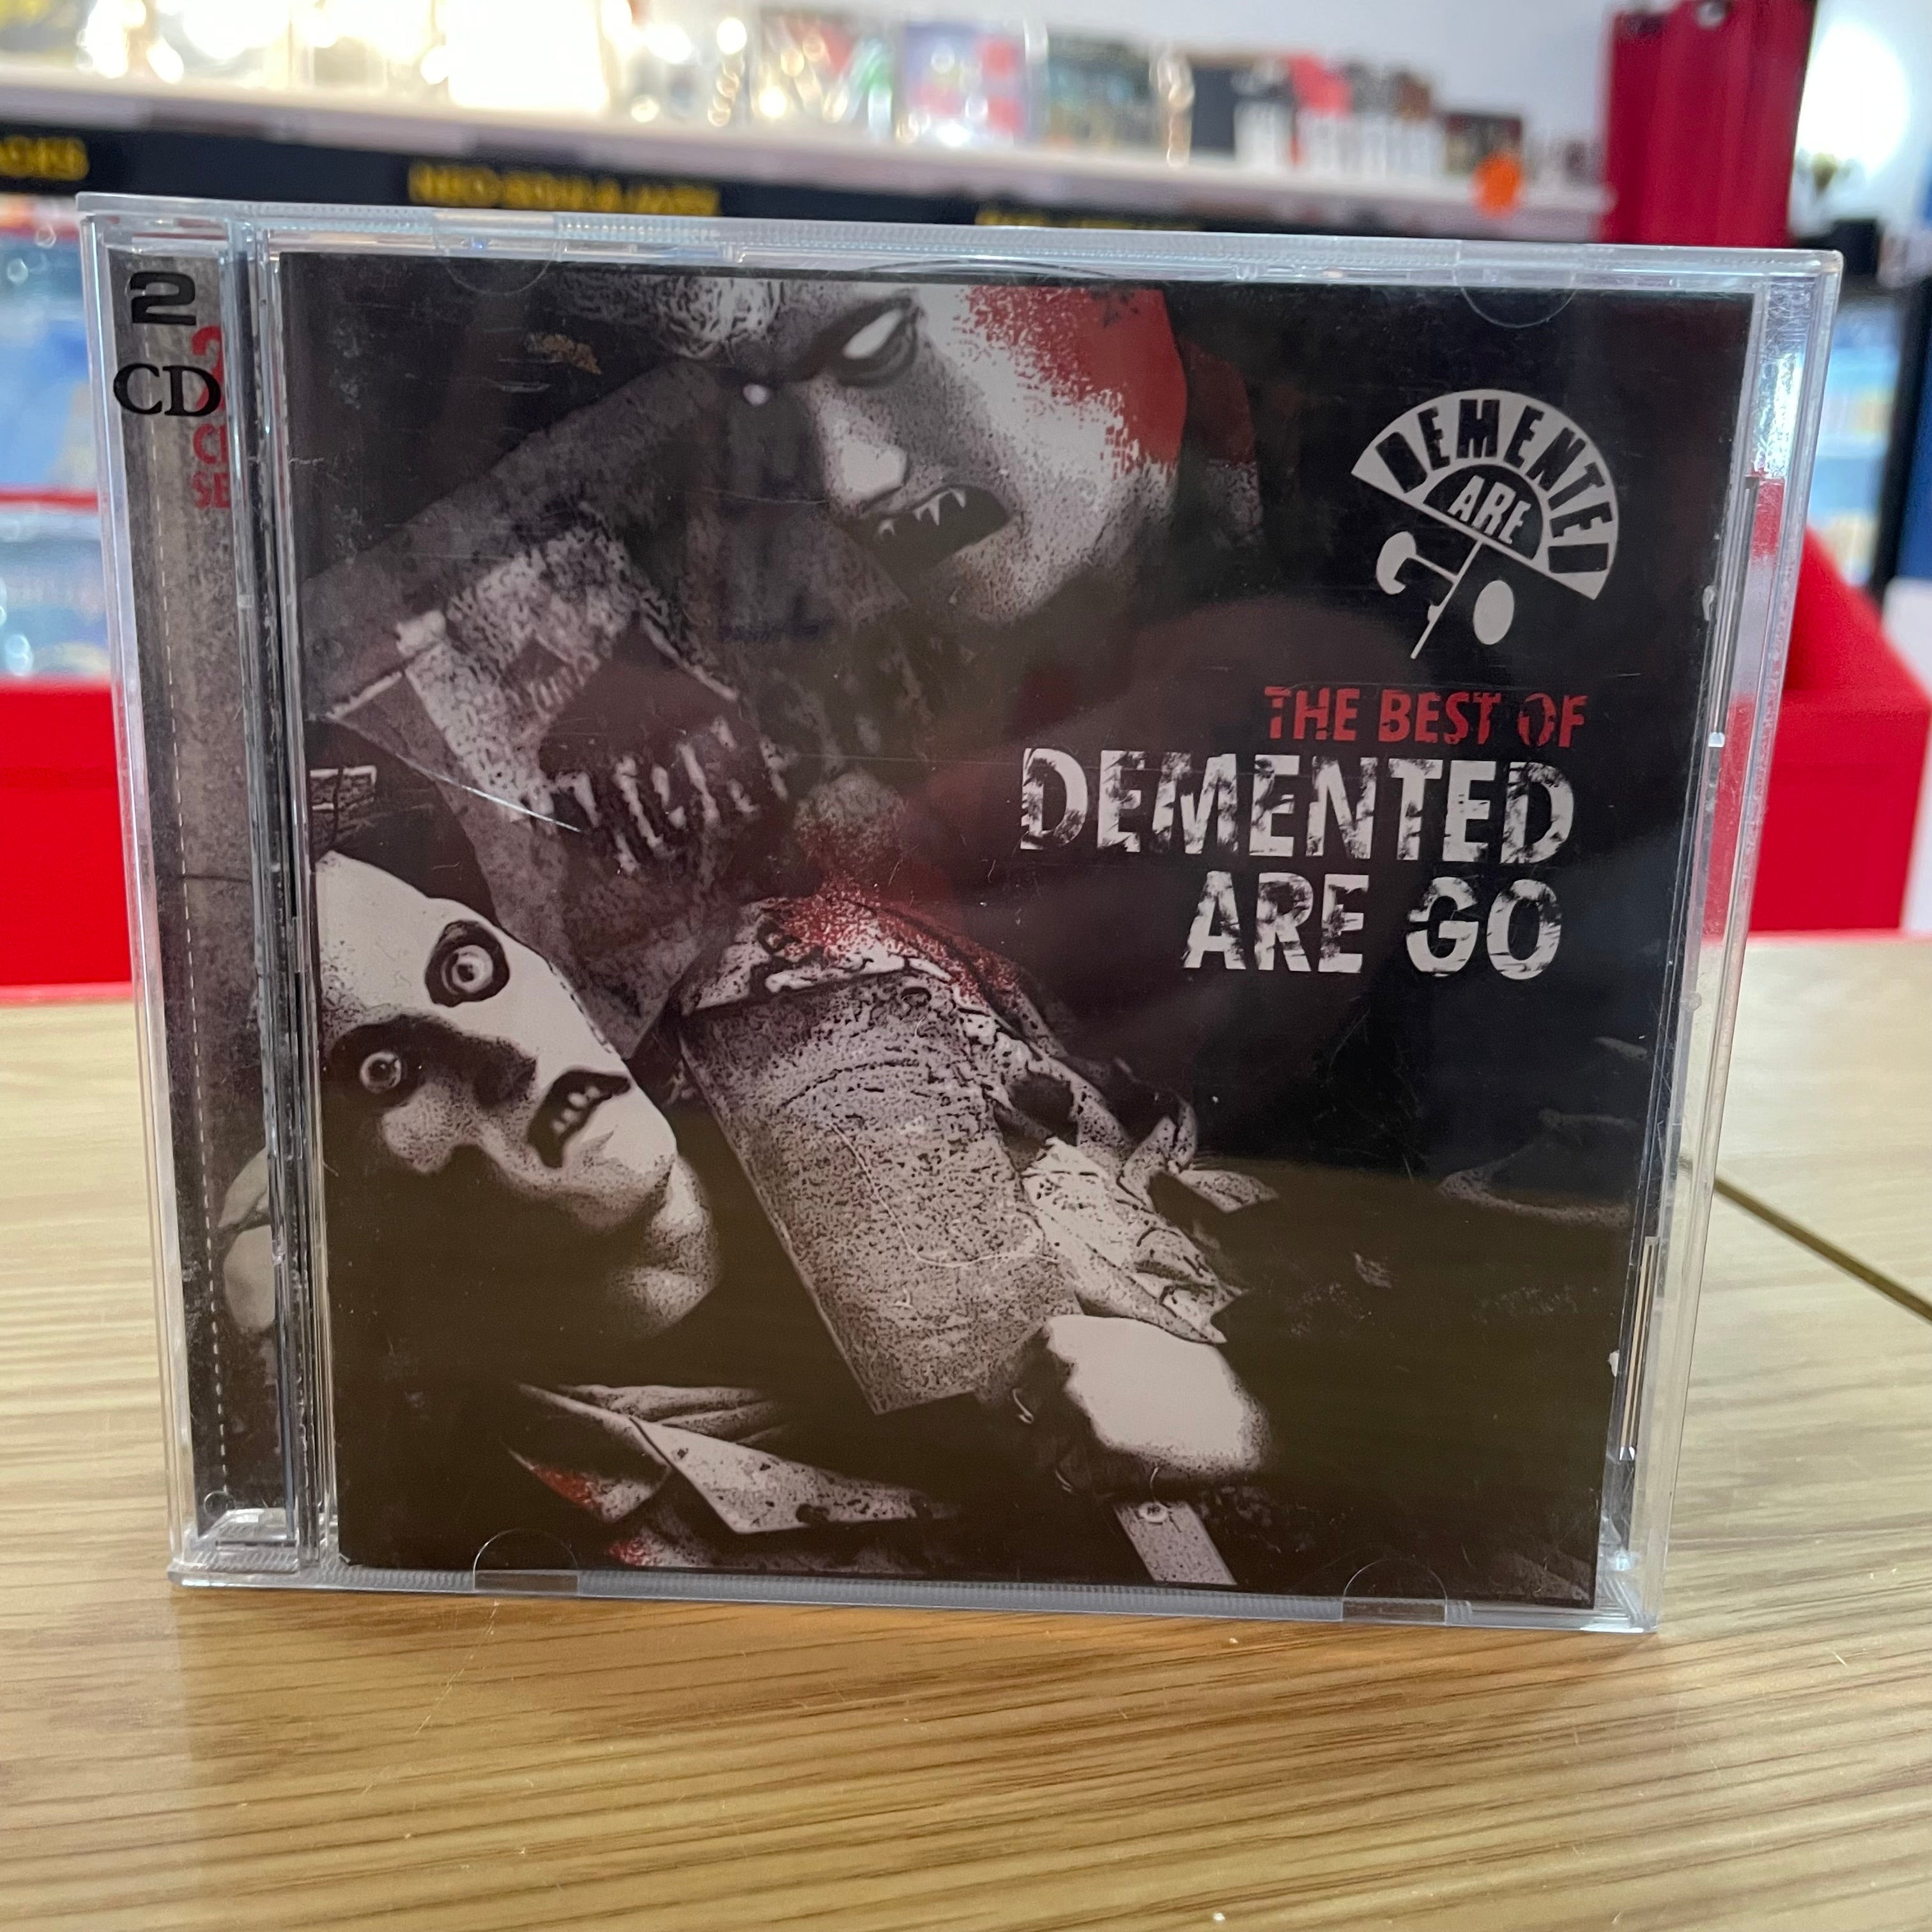 2
CD
DEMENTED
ARE
GO
THE BEST OF
DEMENTED
ARE GO